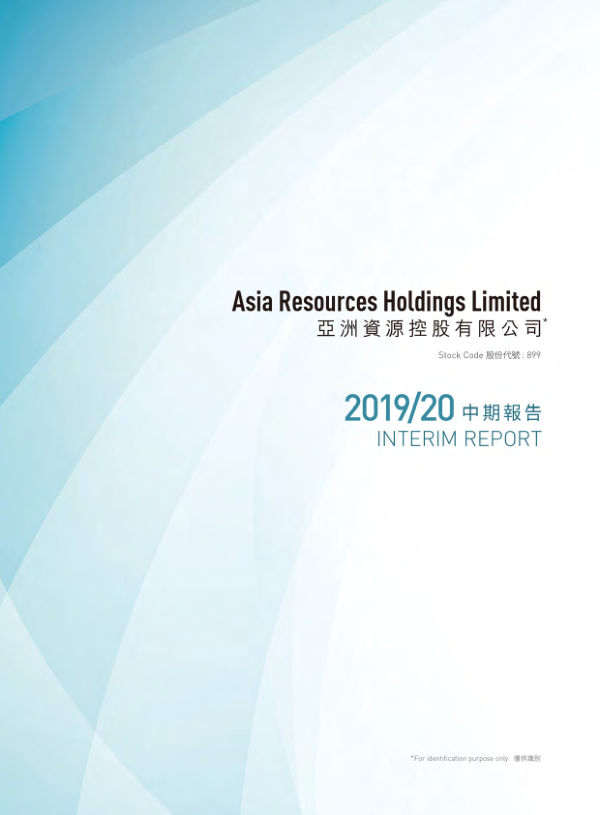 Asia Resources Holdings Limited
亞洲資源控股有限公司*
Stock Code 股份代號 : 899
2019/20 中期報告
INTERIM REPORT
*For identification purpose only 僅供識別